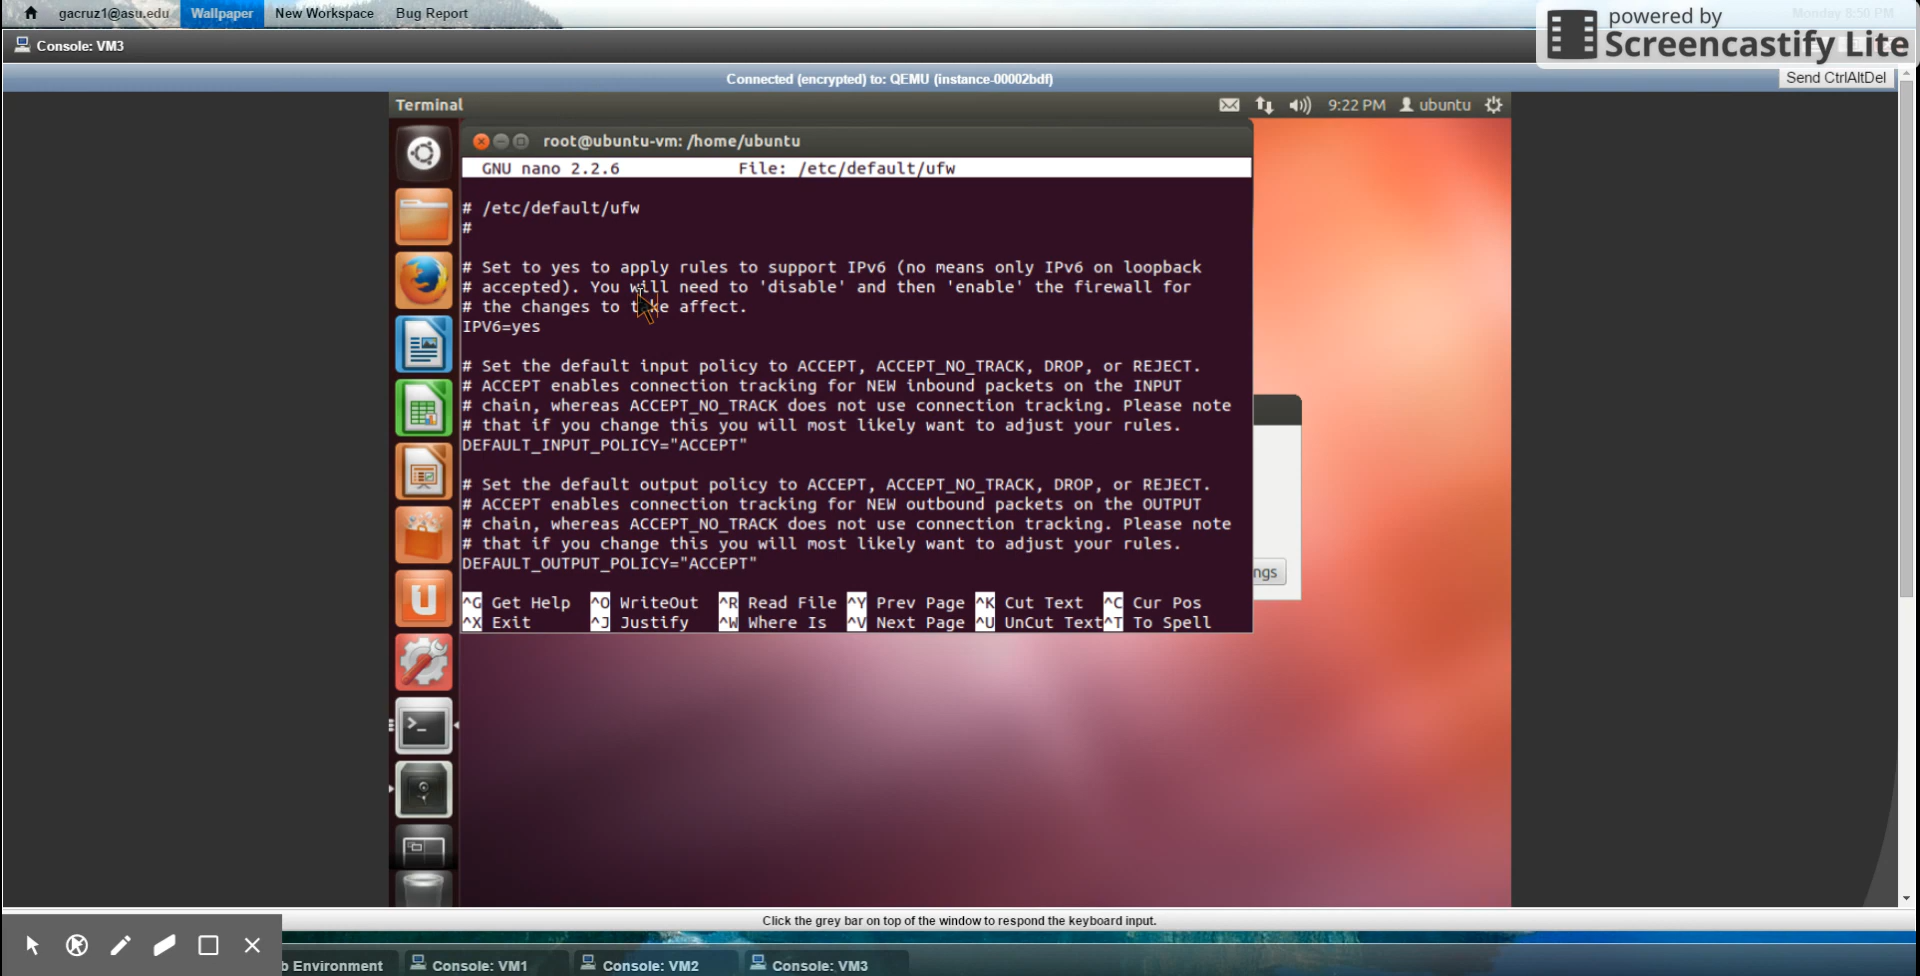 gacruz1@asu.edu Wallpaper New Workspace Bug Report
Monday 8:50 PM
powered by
Screencastify Lite
Console: VM3
Connected (encrypted) to: QEMU (instance-00002bdf)
Send CtrlAltDel
Terminal 9:22 PM ubuntu
root@ubuntu-vm: /home/ubuntu
GNU nano 2.2.6 File: /etc/default/ufw
# /etc/default/ufw
#
# Set to yes to apply rules to support IPv6 (no means only IPv6 on loopback
# accepted). You will need to 'disable' and then 'enable' the firewall for
# the changes to take affect.
IPV6=yes
# Set the default input policy to ACCEPT, ACCEPT_NO_TRACK, DROP, or REJECT.
# ACCEPT enables connection tracking for NEW inbound packets on the INPUT
# chain, whereas ACCEPT_NO_TRACK does not use connection tracking. Please note
# that if you change this you will most likely want to adjust your rules.
DEFAULT_INPUT_POLICY="ACCEPT"
# Set the default output policy to ACCEPT, ACCEPT_NO_TRACK, DROP, or REJECT.
# ACCEPT enables connection tracking for NEW outbound packets on the OUTPUT
# chain, whereas ACCEPT_NO_TRACK does not use connection tracking. Please note
# that if you change this you will most likely want to adjust your rules.
DEFAULT_OUTPUT_POLICY="ACCEPT"
ngs
^G Get Help ^O WriteOut ^R Read File ^Y Prev Page ^K Cut Text ^C Cur Pos
^X Exit ^J Justify ^W Where Is ^V Next Page ^U UnCut Text ^T To Spell
Click the grey bar on top of the window to respond the keyboard input.
b Environment Console: VM1 Console: VM2 Console: VM3